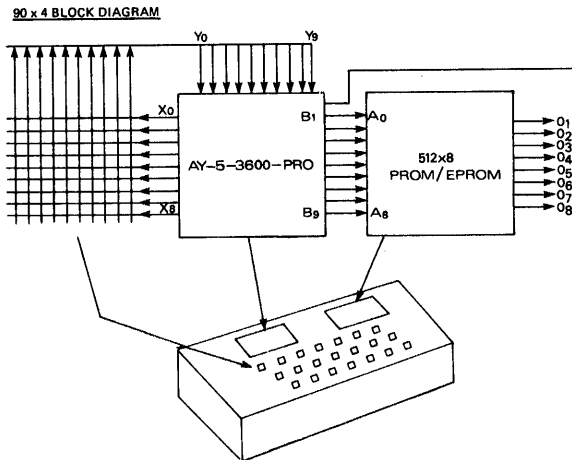 90 x 4 BLOCK DIAGRAM
Y0 Y9
X0 B1 A0
AY-5-3600-PRO
512x8
PROM/EPROM
X8 B9 A8
O1
O2
O3
O4
O5
O6
O7
O8